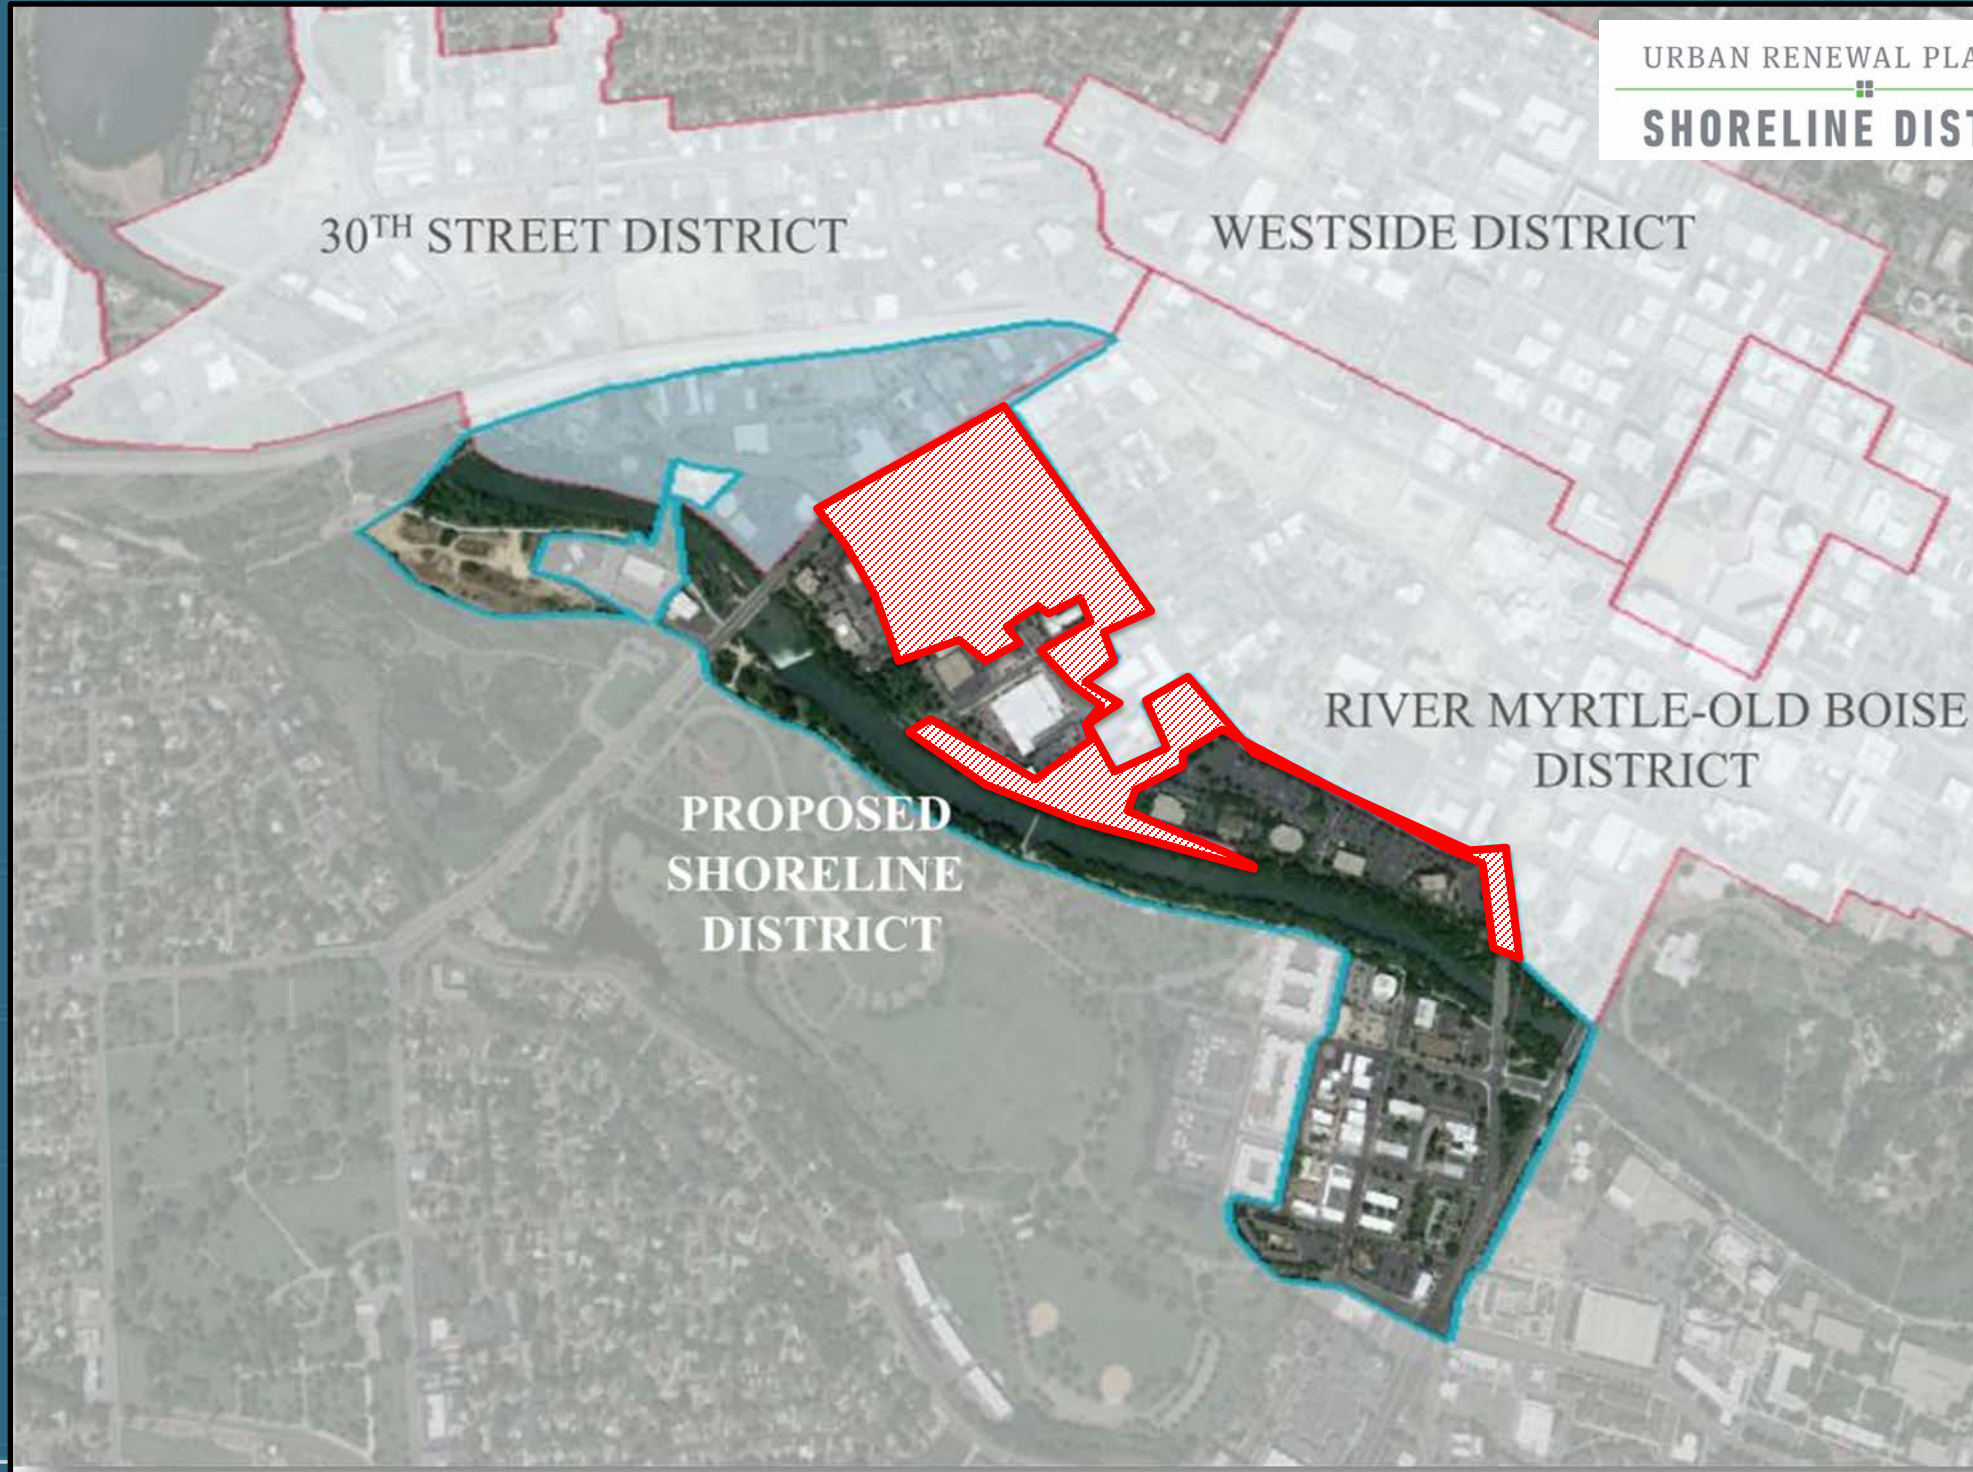 URBAN RENEWAL PLA
SHORELINE DIST
30TH STREET DISTRICT
WESTSIDE DISTRICT
RIVER MYRTLE-OLD BOISE
DISTRICT
PROPOSED
SHORELINE
DISTRICT